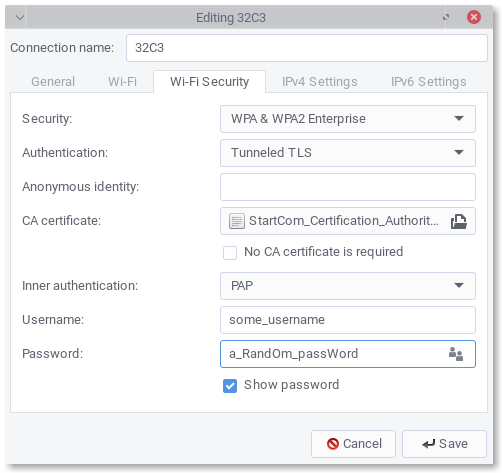 Editing 32C3
Connection name: 32C3
General Wi-Fi Wi-Fi Security IPv4 Settings IPv6 Settings
Security: WPA & WPA2 Enterprise
Authentication: Tunneled TLS
Anonymous identity:
CA certificate: StartCom_Certification_Authorit...
No CA certificate is required
Inner authentication: PAP
Username: some_username
Password: a_RandOm_passWord
Show password
Cancel Save